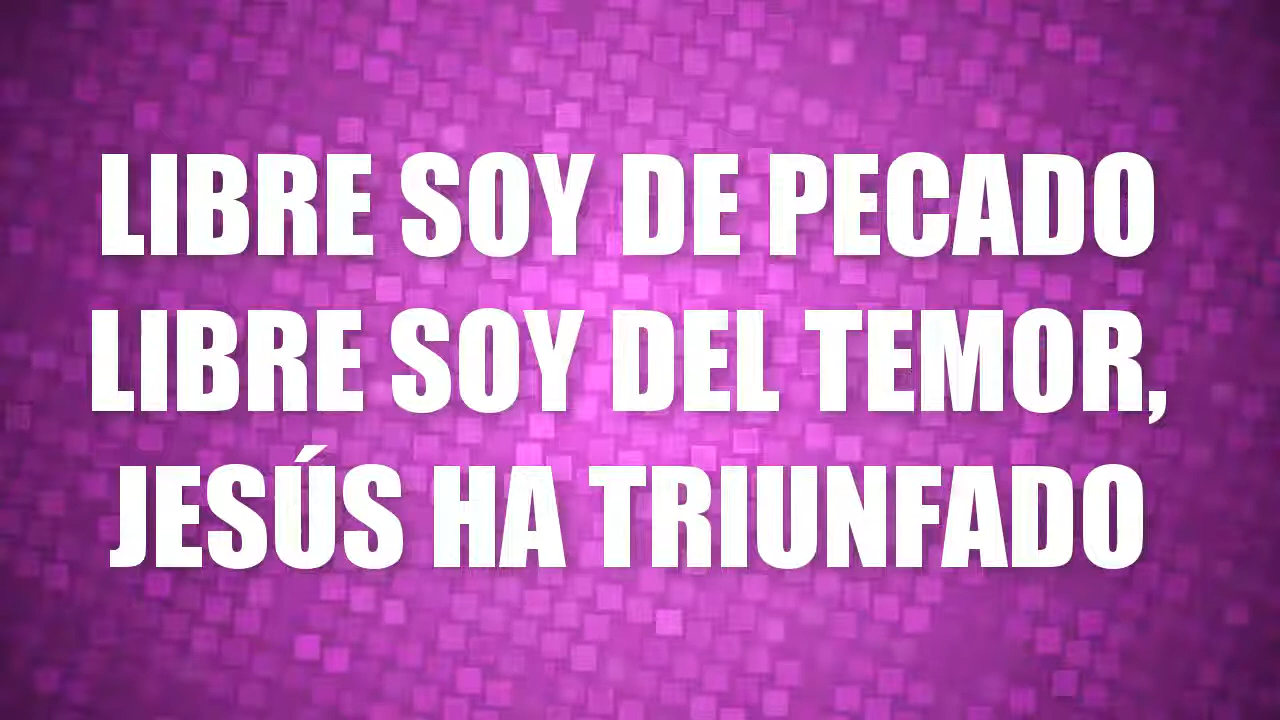 LIBRE SOY DE PECADO
LIBRE SOY DEL TEMOR,
JESÚS HA TRIUNFADO